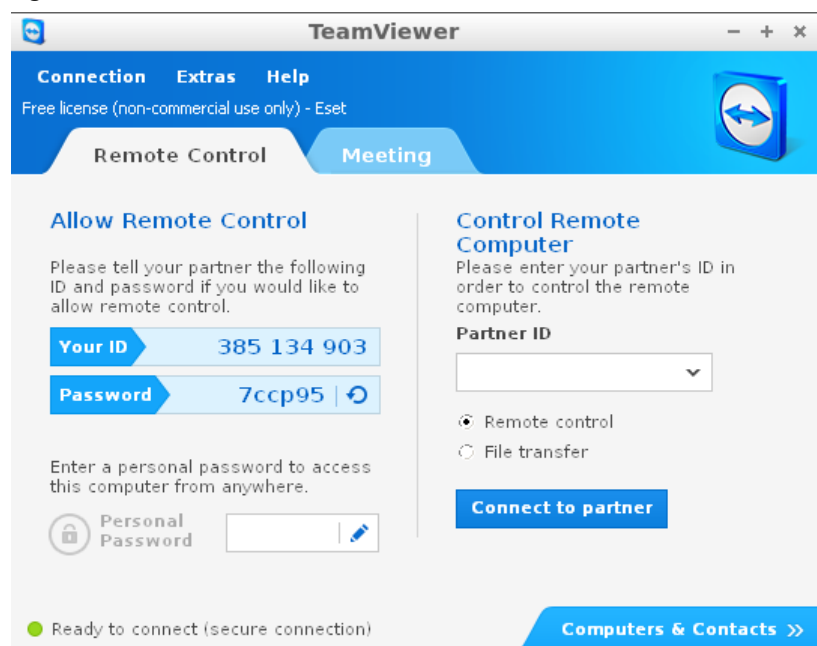 TeamViewer
Connection Extras Help
Free license (non-commercial use only) - Eset
Remote Control Meeting
Allow Remote Control
Please tell your partner the following
ID and password if you would like to
allow remote control.
Your ID 385 134 903
Password 7ccp95
Enter a personal password to access
this computer from anywhere.
Personal
Password
Control Remote
Computer
Please enter your partner's ID in
order to control the remote
computer.
Partner ID
Remote control
File transfer
Connect to partner
Ready to connect (secure connection)
Computers & Contacts >>